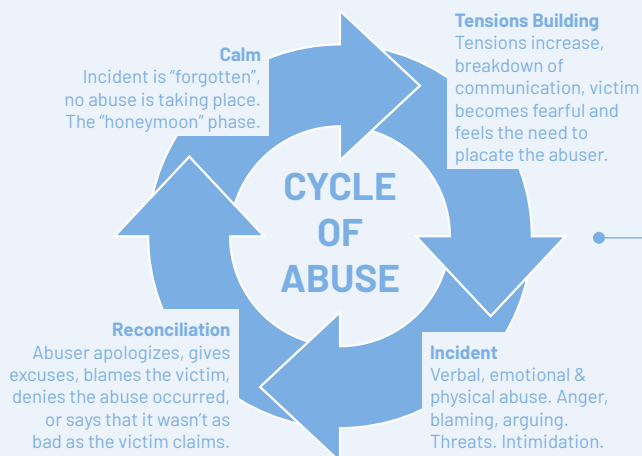 Calm
Incident is “forgotten”,
no abuse is taking place.
The “honeymoon” phase.
Tensions Building
Tensions increase,
breakdown of
communication, victim
becomes fearful and
feels the need to
placate the abuser.
CYCLE
OF
ABUSE
Reconciliation
Abuser apologizes, gives
excuses, blames the victim,
denies the abuse occurred,
or says that it wasn’t as
bad as the victim claims.
Incident
Verbal, emotional &
physical abuse. Anger,
blaming, arguing.
Threats. Intimidation.